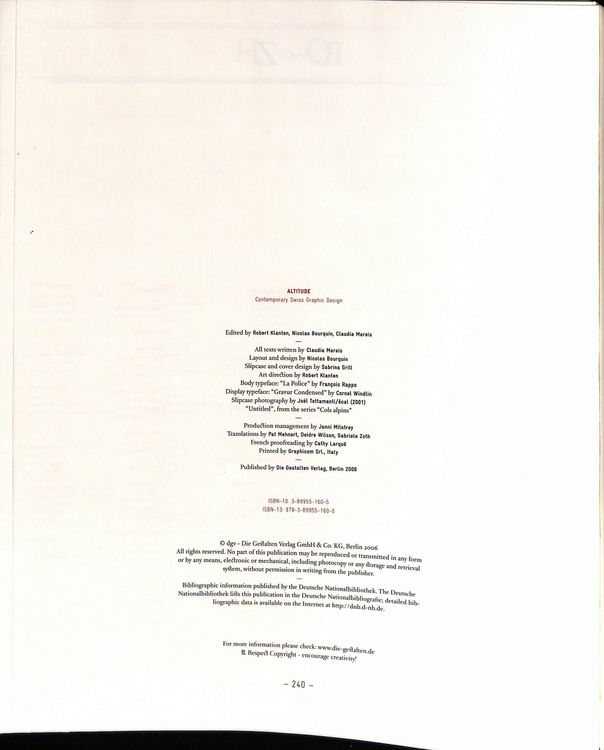 ALTITUDE
Contemporary Swiss Graphic Design
Edited by Robert Klanten, Nicolas Bourquin, Claudia Mareis
—
All texts written by Claudia Mareis
Layout and design by Nicolas Bourquin
Slipcase and cover design by Sabrina Grill
Art direction by Robert Klanten
Body typeface: "La Police" by François Rappo
Display typeface: "Gravur Condensed" by Cornel Windlin
Slipcase photography by Joël Tettamanti/écal (2001)
"Untitled", from the series "Cols alpins"
—
Production management by Janni Milstrey
Translations by Pat Mehnert, Deidre Wilson, Gabriele Zoth
French proofreading by Cathy Larqué
Printed by Graphicom Srl., Italy
—
Published by Die Gestalten Verlag, Berlin 2006
ISBN-10: 3-89955-160-5
ISBN-13: 978-3-89955-160-0
© dgv - Die Gestalten Verlag GmbH & Co. KG, Berlin 2006
All rights reserved. No part of this publication may be reproduced or transmitted in any form
or by any means, electronic or mechanical, including photocopy or any storage and retrieval
system, without permission in writing from the publisher.
—
Bibliographic information published by the Deutsche Nationalbibliothek. The Deutsche
Nationalbibliothek lists this publication in the Deutsche Nationalbibliografie; detailed bib-
liographic data is available on the Internet at http://dnb.d-nb.de.
For more information please check: www.die-gestalten.de
Respect Copyright - encourage creativity!
– 240 –